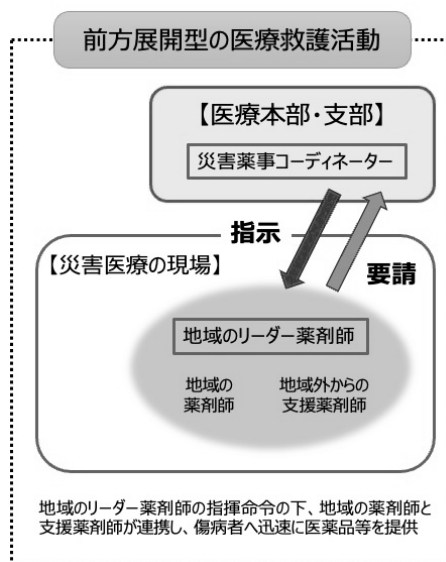 前方展開型の医療救護活動
【医療本部・支部】
災害薬事コーディネーター
指示
要請
【災害医療の現場】
地域のリーダー薬剤師
地域の
薬剤師
地域外からの
支援薬剤師
地域のリーダー薬剤師の指揮命令の下、地域の薬剤師と
支援薬剤師が連携し、傷病者へ迅速に医薬品等を提供